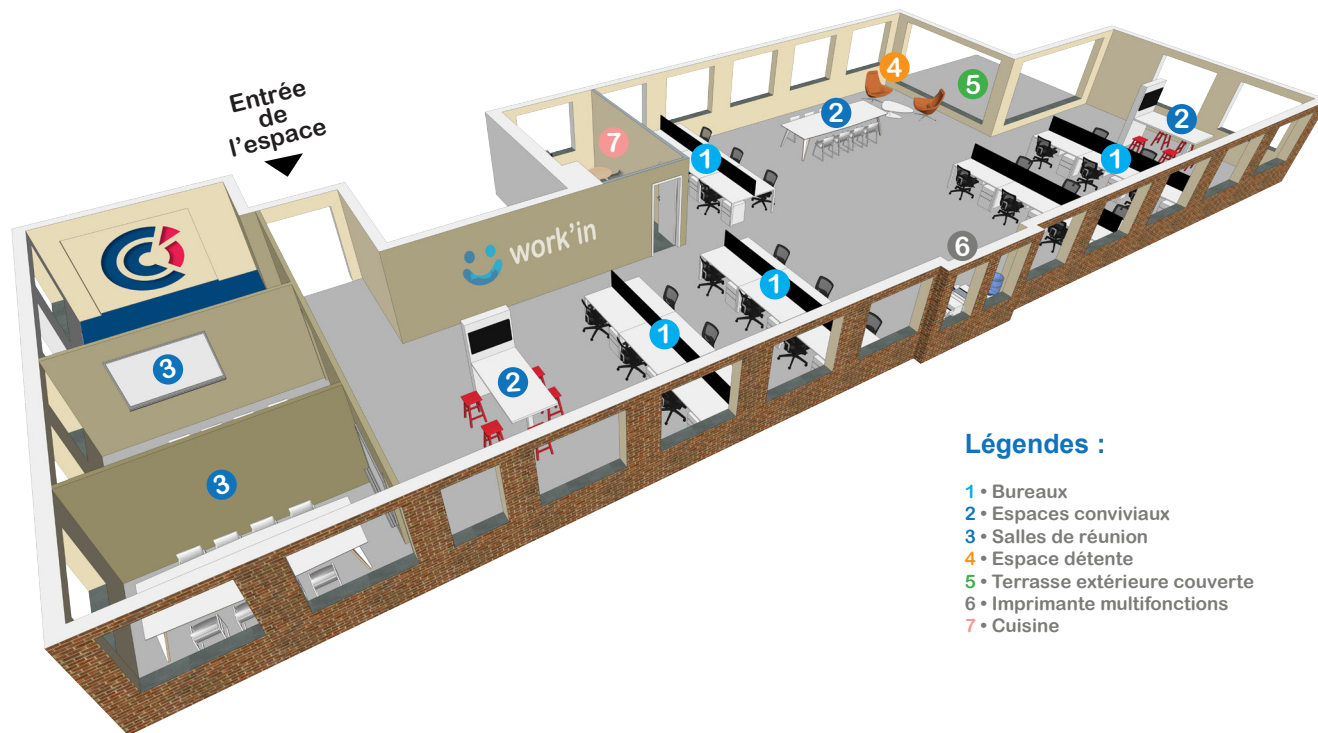 Entrée
de
l'espace
4
5
2
2
7
1
1
work'in
6
1
1
3
2
3
Légendes :
1 • Bureaux
2 • Espaces conviviaux
3 • Salles de réunion
4 • Espace détente
5 • Terrasse extérieure couverte
6 • Imprimante multifonctions
7 • Cuisine